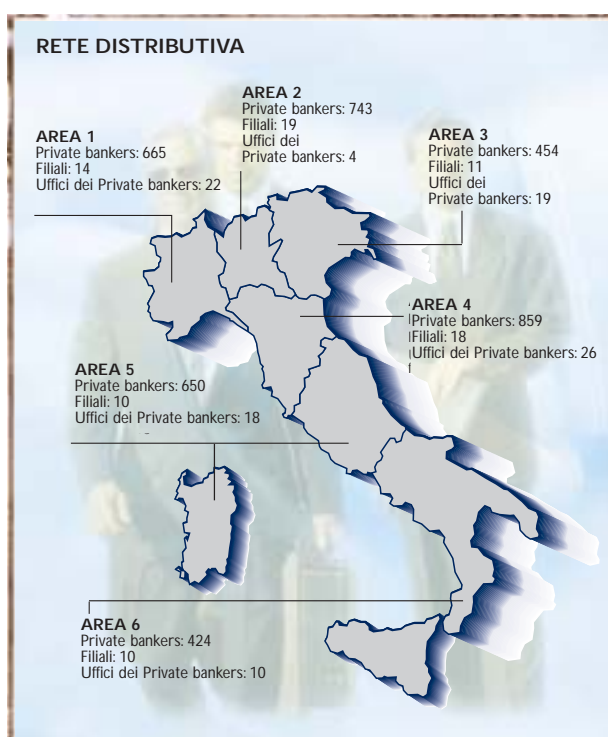 RETE DISTRIBUTIVA
AREA 1
Private bankers: 665
Filiali: 14
Uffici dei Private bankers: 22
AREA 2
Private bankers: 743
Filiali: 19
Uffici dei
Private bankers: 4
AREA 3
Private bankers: 454
Filiali: 11
Uffici dei
Private bankers: 19
AREA 4
Private bankers: 859
Filiali: 18
Uffici dei Private bankers: 26
AREA 5
Private bankers: 650
Filiali: 10
Uffici dei Private bankers: 18
AREA 6
Private bankers: 424
Filiali: 10
Uffici dei Private bankers: 10